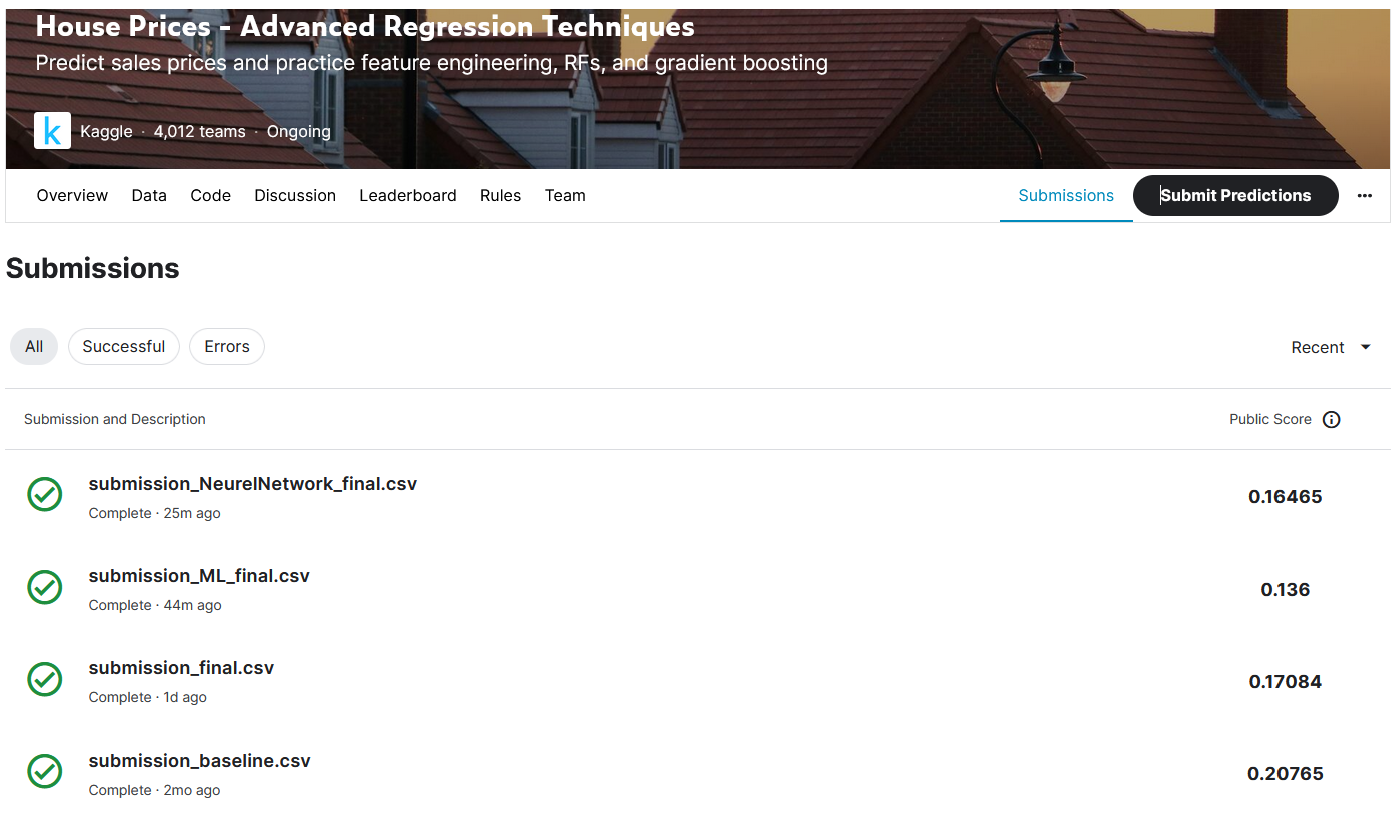 House Prices - Advanced Regression Techniques
Predict sales prices and practice feature engineering, RFs, and gradient boosting
k Kaggle · 4,012 teams · Ongoing
Overview Data Code Discussion Leaderboard Rules Team Submissions Submit Predictions
Submissions
All Successful Errors Recent
Submission and Description Public Score
submission_NeurelNetwork_final.csv
Complete · 25m ago
0.16465
submission_ML_final.csv
Complete · 44m ago
0.136
submission_final.csv
Complete · 1d ago
0.17084
submission_baseline.csv
Complete · 2mo ago
0.20765